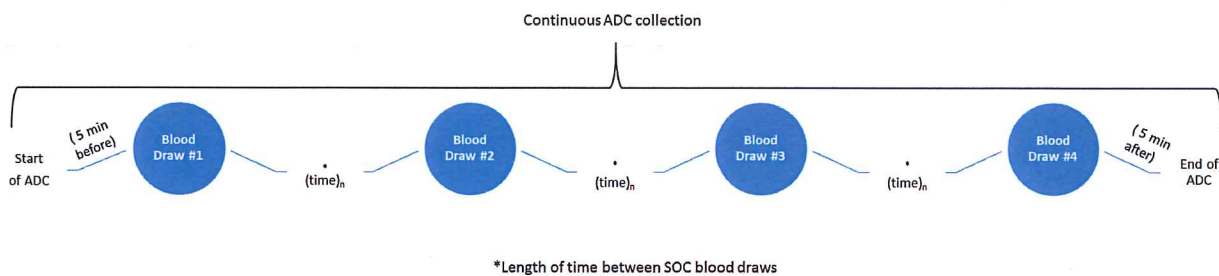 Continuous ADC collection
Start
of ADC
( 5 min
before)
Blood
Draw #1
*
(time)n
Blood
Draw #2
*
(time)n
Blood
Draw #3
*
(time)n
Blood
Draw #4
(5 min
after)
End of
ADC
*Length of time between SOC blood draws